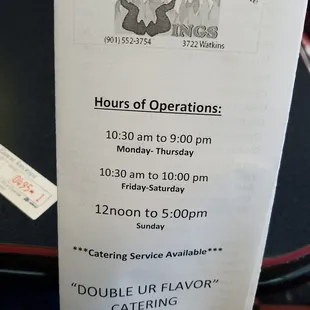 INGS
(901) 552-3754 3722 Watkins
Hours of Operations:
10:30 am to 9:00 pm
Monday- Thursday
10:30 am to 10:00 pm
Friday-Saturday
12noon to 5:00pm
Sunday
***Catering Service Available***
"DOUBLE UR FLAVOR"
CATERING